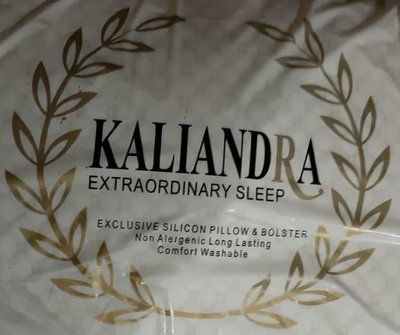 KALIANDRA
EXTRAORDINARY SLEEP
EXCLUSIVE SILICON PILLOW & BOLSTER
Non Alergenic Long Lasting
Comfort Washable